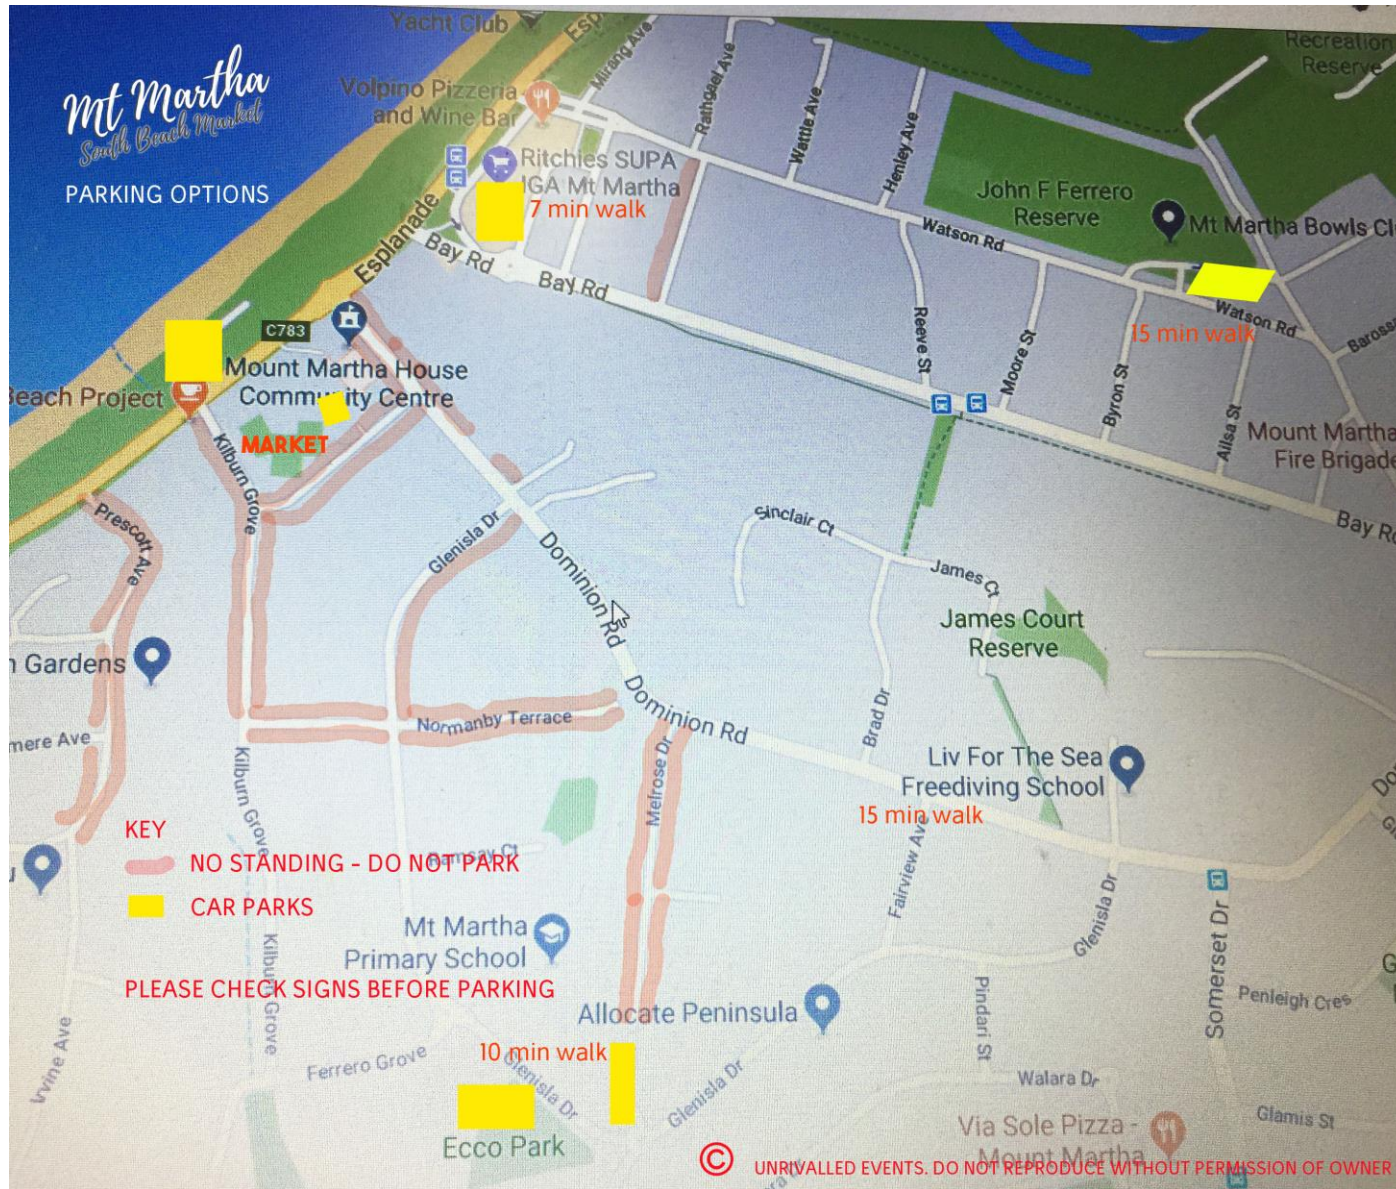 Yacht Club
Esp
Mirang Ave
Recreation
Reserve
Mt Martha
South Beach Market
PARKING OPTIONS
Volpino Pizzeria
and Wine Bar
Rathgael Ave
Wattle Ave
Henley Ave
Ritchies SUPA
IGA Mt Martha
7 min walk
John F Ferrero
Reserve
Mt Martha Bowls Cl
Esplanade
Bay Rd
Bay Rd
Watson Rd
Watson Rd
15 min walk
Baross
C783
Mount Martha House
Community Centre
Beach Project
MARKET
Kilburn Grove
Reeve St
Moore St
Byron St
Ailsa St
Mount Martha
Fire Brigade
Bay Ro
Prescott Ave
Glenisla Dr
Dominion Rd
Sinclair Ct
James Ct
James Court
Reserve
n Gardens
mere Ave
Normanby Terrace
Dominion Rd
Melrose Dr
Brad Dr
Liv For The Sea
Freediving School
15 min walk
Do
G
Kilburn Grove
KEY
NO STANDING - DO NOT PARK
Ramsay Ct
CAR PARKS
Fairview Ave
Glenisla Dr
Somerset Dr
Mt Martha
Primary School
Kilburn Grove
PLEASE CHECK SIGNS BEFORE PARKING
Allocate Peninsula
Pindari St
Penleigh Cres
G
10 min walk
Irvine Ave
Ferrero Grove
Glenisla Dr
Glenisla Dr
Walara Dr
Glamis St
Ecco Park
Via Sole Pizza -
Mount Martha
© UNRIVALLED EVENTS. DO NOT REPRODUCE WITHOUT PERMISSION OF OWNER